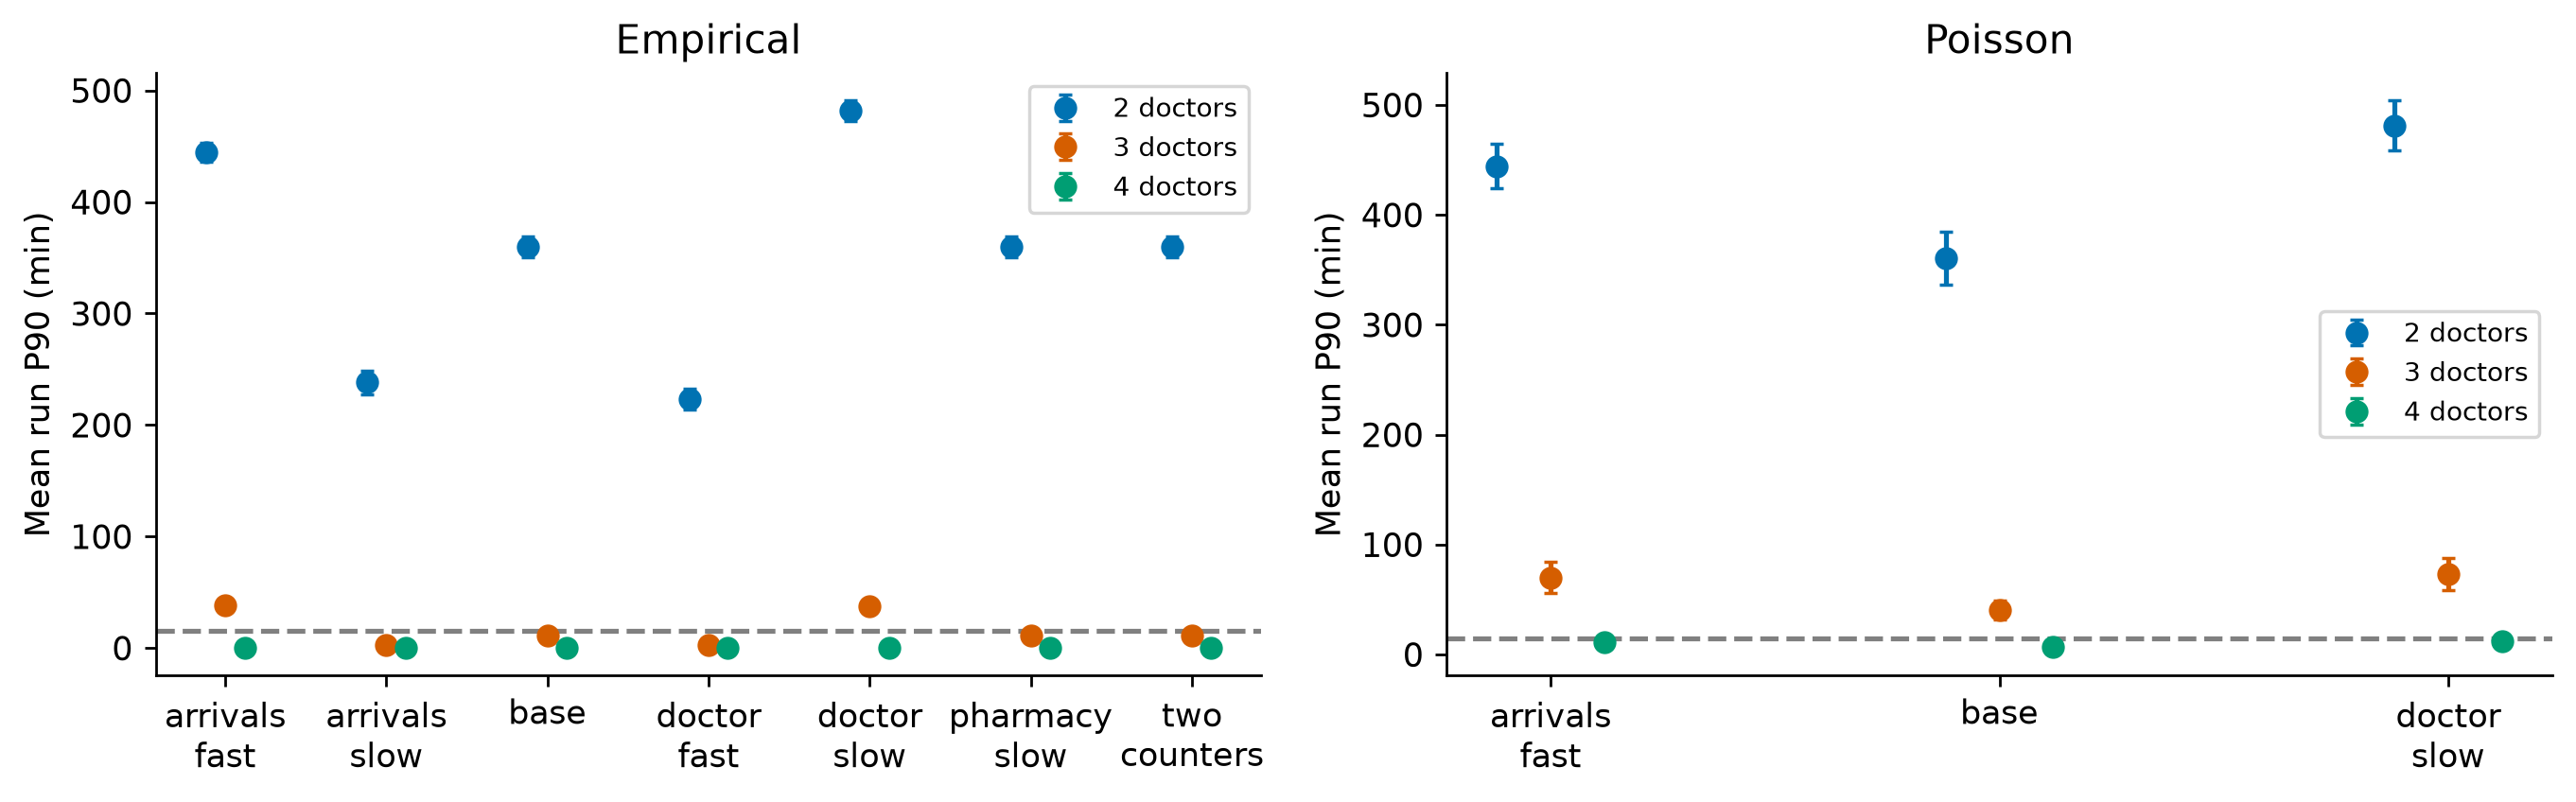 Empirical
Mean run P90 (min)
500
400
300
200
100
0
2 doctors
3 doctors
4 doctors
arrivals
fast
arrivals
slow
base
doctor
fast
doctor
slow
pharmacy
slow
two
counters
Poisson
Mean run P90 (min)
500
400
300
200
100
0
2 doctors
3 doctors
4 doctors
arrivals
fast
base
doctor
slow